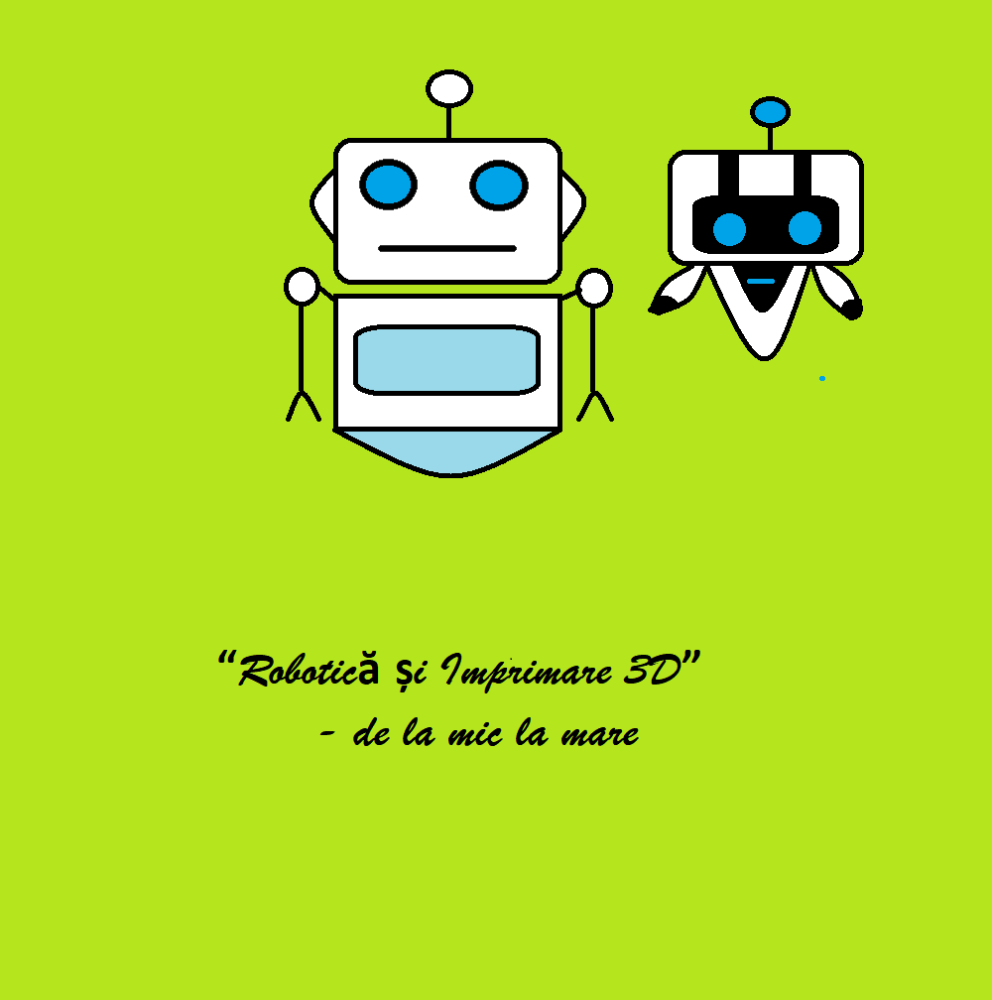 “Robotică și Imprimare 3D”
- de la mic la mare